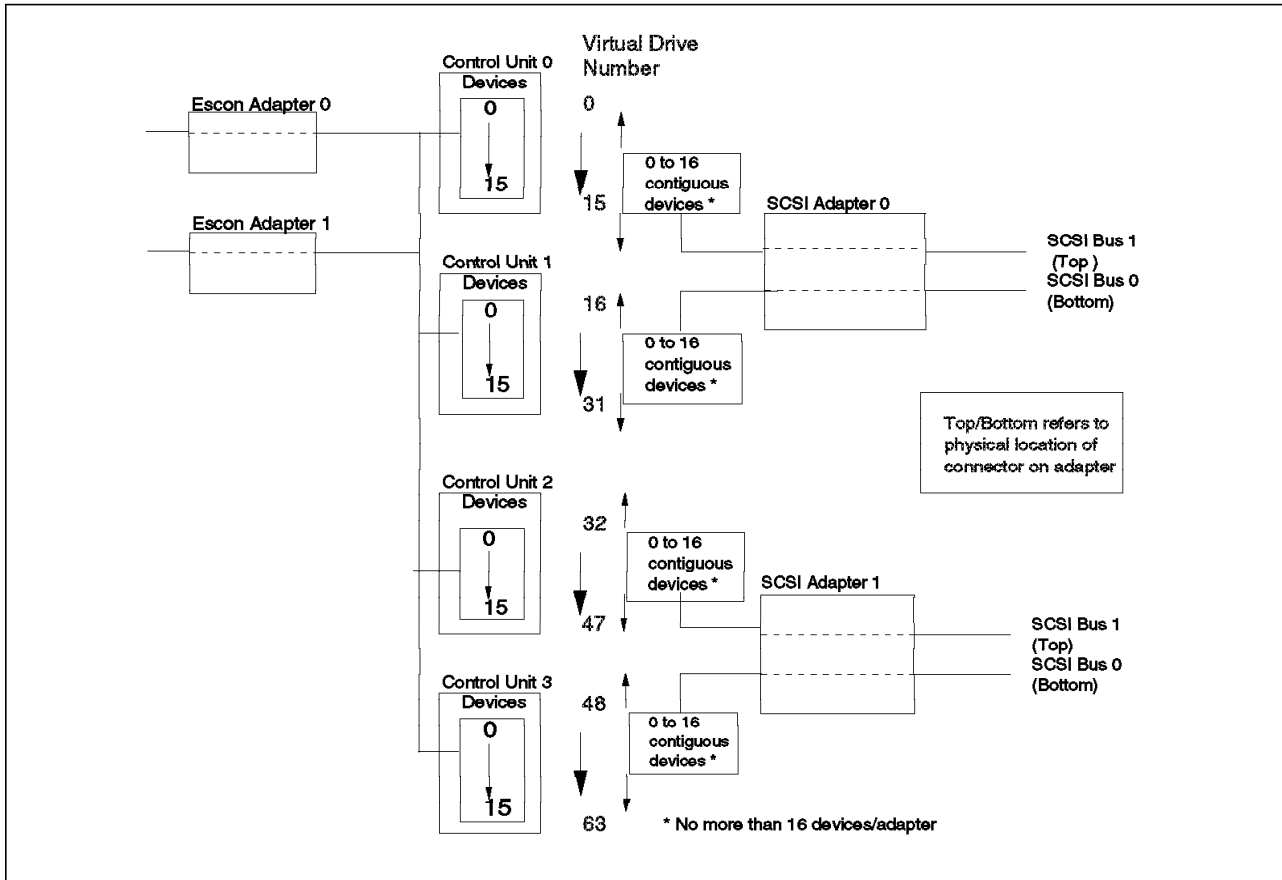 Virtual Drive
Number
Control Unit 0
Devices
0
15
0
15
Escon Adapter 0
Escon Adapter 1
0 to 16
contiguous
devices *
SCSI Adapter 0
SCSI Bus 1
(Top )
SCSI Bus 0
(Bottom)
Control Unit 1
Devices
0
15
16
31
0 to 16
contiguous
devices *
Top/Bottom refers to
physical location of
connector on adapter
Control Unit 2
Devices
0
15
32
47
0 to 16
contiguous
devices *
SCSI Adapter 1
SCSI Bus 1
(Top)
SCSI Bus 0
(Bottom)
Control Unit 3
Devices
0
15
48
63
0 to 16
contiguous
devices *
* No more than 16 devices/adapter